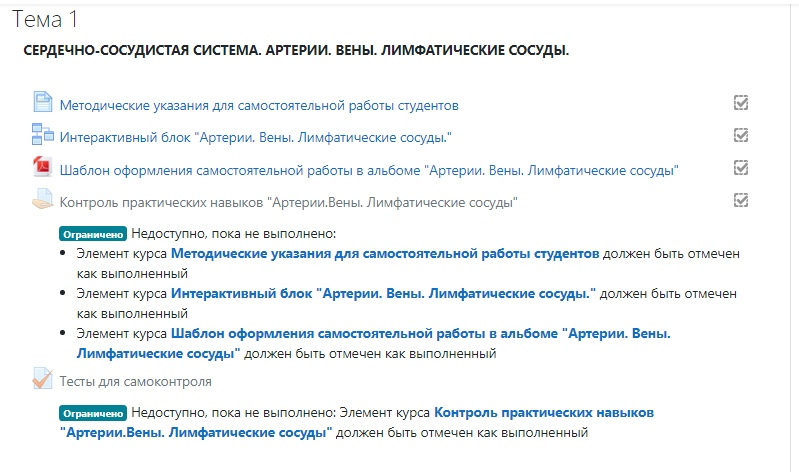 Тема 1
СЕРДЕЧНО-СОСУДИСТАЯ СИСТЕМА. АРТЕРИИ. ВЕНЫ. ЛИМФАТИЧЕСКИЕ СОСУДЫ.
Методические указания для самостоятельной работы студентов
Интерактивный блок "Артерии. Вены. Лимфатические сосуды."
Шаблон оформления самостоятельной работы в альбоме "Артерии. Вены. Лимфатические сосуды"
Контроль практических навыков "Артерии.Вены. Лимфатические сосуды"
Ограничено Недоступно, пока не выполнено:
Элемент курса Методические указания для самостоятельной работы студентов должен быть отмечен
как выполненный
Элемент курса Интерактивный блок "Артерии. Вены. Лимфатические сосуды." должен быть отмечен
как выполненный
Элемент курса Шаблон оформления самостоятельной работы в альбоме "Артерии. Вены.
Лимфатические сосуды" должен быть отмечен как выполненный
Тесты для самоконтроля
Ограничено Недоступно, пока не выполнено: Элемент курса Контроль практических навыков
"Артерии.Вены. Лимфатические сосуды" должен быть отмечен как выполненный